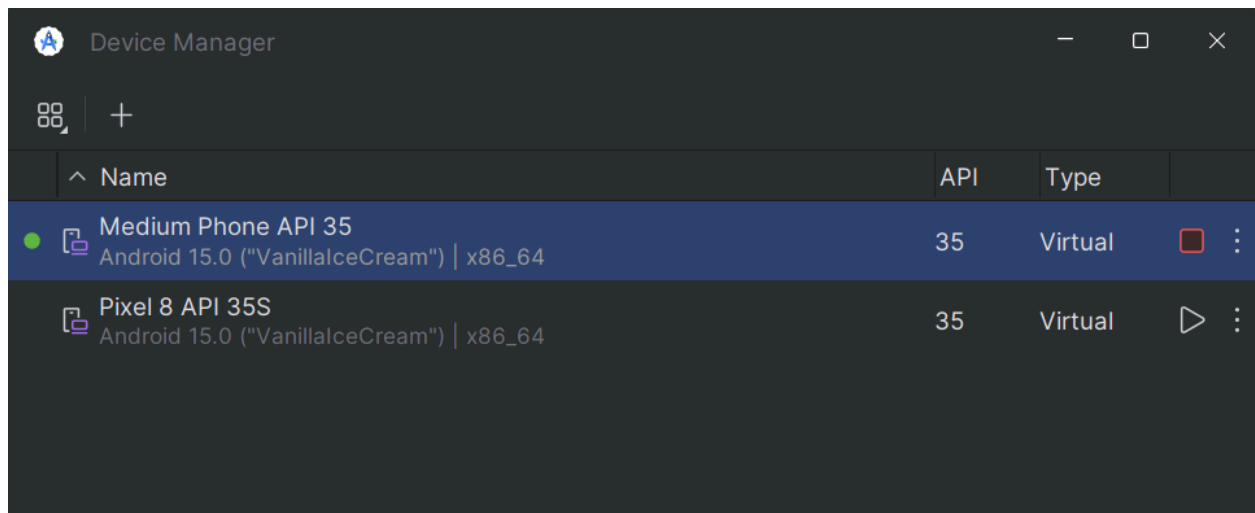 Device Manager
Name API Type
Medium Phone API 35
Android 15.0 ("VanillaIceCream") | x86_64
35 Virtual
Pixel 8 API 35S
Android 15.0 ("VanillaIceCream") | x86_64
35 Virtual